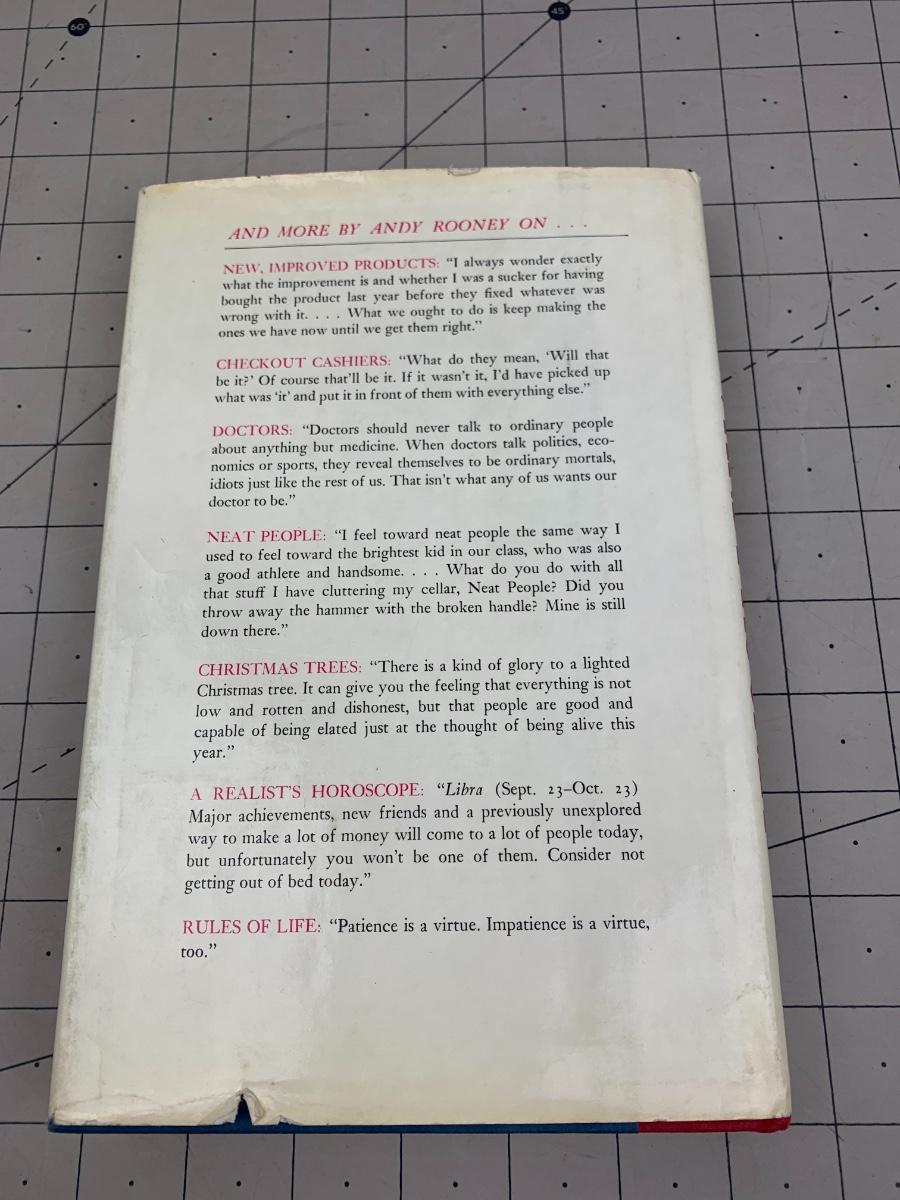 60°
45°
AND MORE BY ANDY ROONEY ON . . .
NEW, IMPROVED PRODUCTS: “I always wonder exactly
what the improvement is and whether I was a sucker for having
bought the product last year before they fixed whatever was
wrong with it. . . . What we ought to do is keep making the
ones we have now until we get them right.”
CHECKOUT CASHIERS: “What do they mean, ‘Will that
be it?’ Of course that’ll be it. If it wasn’t it, I’d have picked up
what was ‘it’ and put it in front of them with everything else.”
DOCTORS: “Doctors should never talk to ordinary people
about anything but medicine. When doctors talk politics, eco-
nomics or sports, they reveal themselves to be ordinary mortals,
idiots just like the rest of us. That isn’t what any of us wants our
doctor to be.”
NEAT PEOPLE: “I feel toward neat people the same way I
used to feel toward the brightest kid in our class, who was also
a good athlete and handsome. . . . What do you do with all
that stuff I have cluttering my cellar, Neat People? Did you
throw away the hammer with the broken handle? Mine is still
down there.”
CHRISTMAS TREES: “There is a kind of glory to a lighted
Christmas tree. It can give you the feeling that everything is not
low and rotten and dishonest, but that people are good and
capable of being elated just at the thought of being alive this
year.”
A REALIST’S HOROSCOPE: “Libra (Sept. 23–Oct. 23)
Major achievements, new friends and a previously unexplored
way to make a lot of money will come to a lot of people today,
but unfortunately you won’t be one of them. Consider not
getting out of bed today.”
RULES OF LIFE: “Patience is a virtue. Impatience is a virtue,
too.”